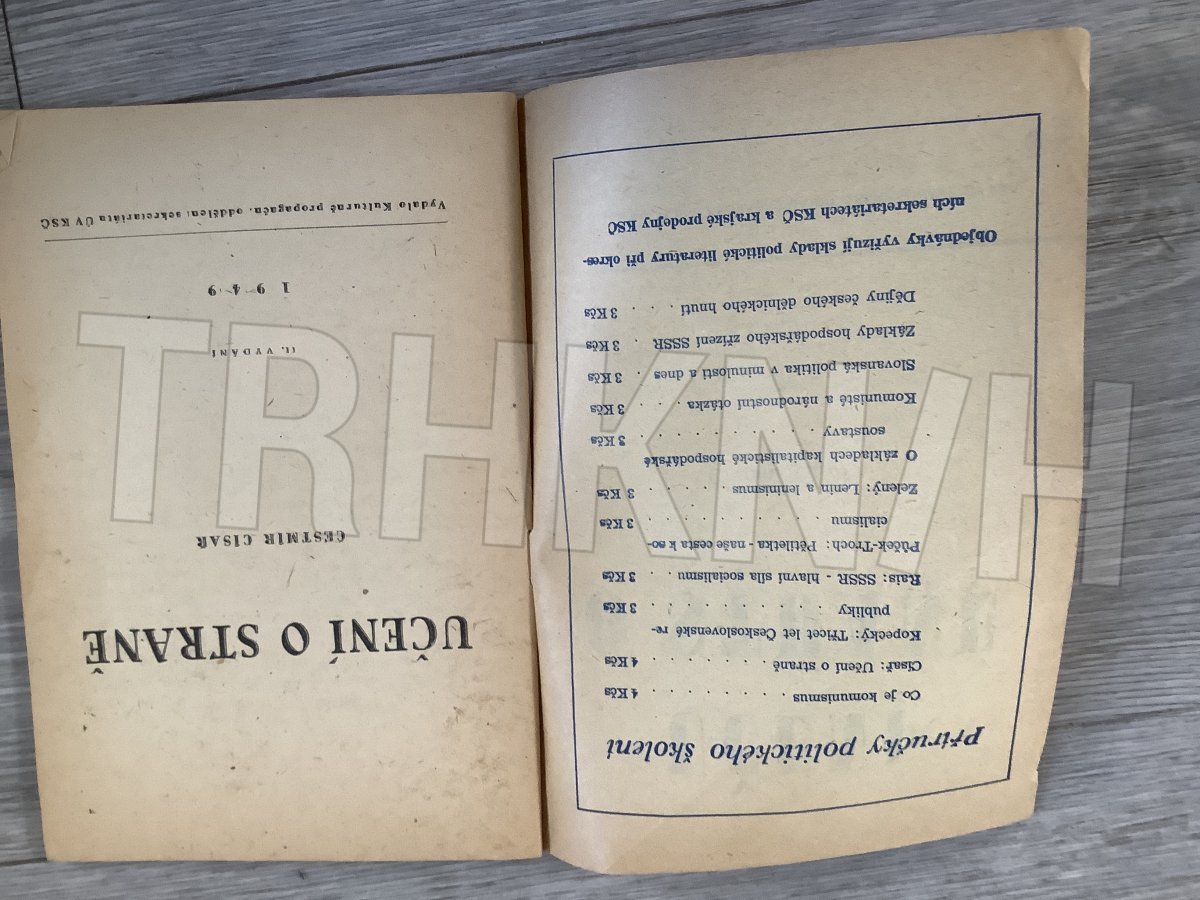 Příručky politického školení
Co je komunismus . . . . . . . . 4 Kčs
Císař: Učení o straně . . . . . . . 4 Kčs
Kopecký: Třicet let Československé re-
publiky . . . . . . . . . 3 Kčs
Rais: SSSR - hlavní síla socialismu . . 3 Kčs
Půček-Troch: Pětiletka - naše cesta k so-
cialismu . . . . . . . . . 3 Kčs
Zelený: Lenin a leninismus . . . . . 3 Kčs
O základech kapitalistické hospodářské
soustavy . . . . . . . . . 3 Kčs
Komunisté a národnostní otázka . . . 3 Kčs
Slovanská politika v minulosti a dnes . 3 Kčs
Základy hospodářského zřízení SSSR . 3 Kčs
Dějiny českého dělnického hnutí . . . 3 Kčs
Objednávky vyřizují sklady politické literatury při okres-
ních sekretariátech KSČ a krajské prodejny KSČ
UČENÍ O STRANĚ
ČESTMÍR CÍSAŘ
II. VYDÁNÍ
1949
Vydalo Kulturně propagačn. oddělení sekretariátu ÚV KSČ
TRHKNIH